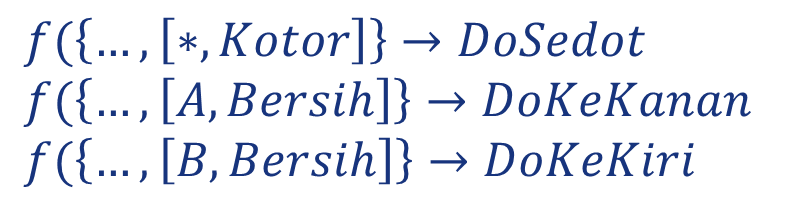 f({…,[∗,Kotor]} → DoSedot
f({…,[A,Bersih]} → DoKeKanan
f({…,[B,Bersih]} → DoKeKiri